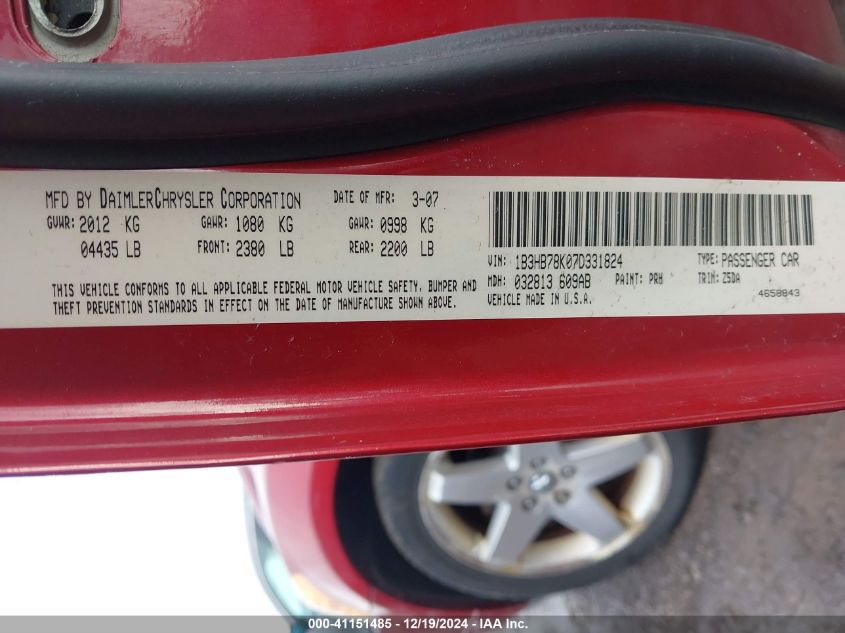 MFD BY DAIMLERCHRYSLER CORPORATION DATE OF MFR: 3-07
GVWR: 2012 KG GAWR: 1080 KG GAWR: 0998 KG
04435 LB FRONT: 2380 LB REAR: 2200 LB
THIS VEHICLE CONFORMS TO ALL APPLICABLE FEDERAL MOTOR VEHICLE SAFETY, BUMPER AND
THEFT PREVENTION STANDARDS IN EFFECT ON THE DATE OF MANUFACTURE SHOWN ABOVE.
VIN: 1B3HB78K07D331824 TYPE: PASSENGER CAR
MDH: 032813 609AB PAINT: PRH TRIM: Z5DA
VEHICLE MADE IN U.S.A. 4658843
000-41151485 - 12/19/2024 - IAA Inc.